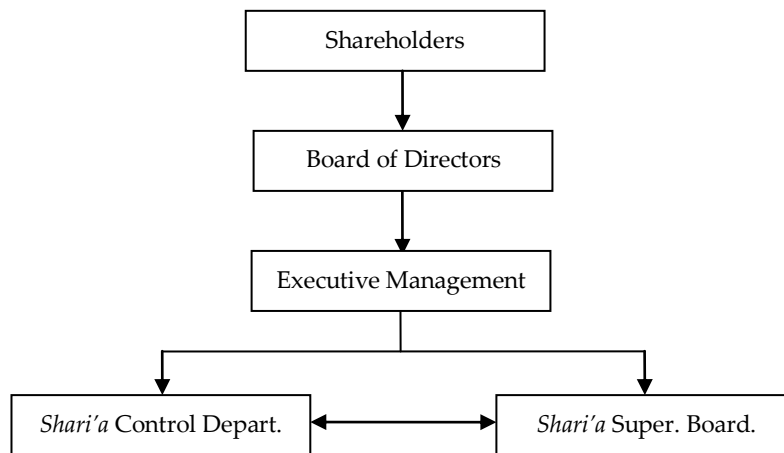 Shareholders
Board of Directors
Executive Management
Shari’a Control Depart.
Shari’a Super. Board.